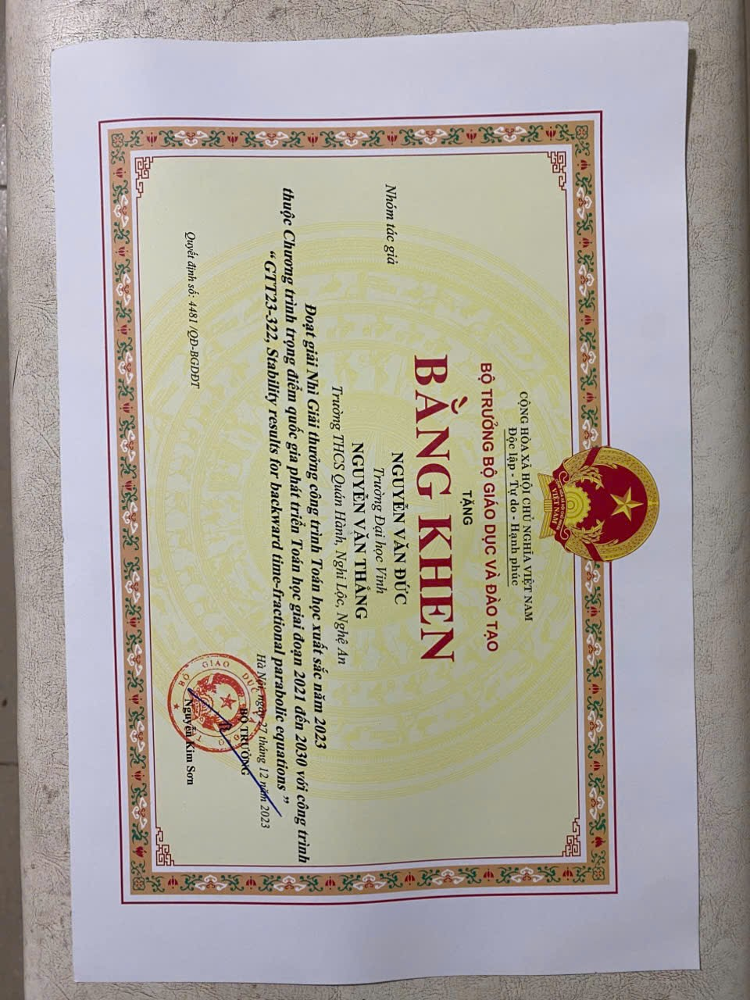 CỘNG HÒA XÃ HỘI CHỦ NGHĨA VIỆT NAM
Độc lập - Tự do - Hạnh phúc
BỘ TRƯỞNG BỘ GIÁO DỤC VÀ ĐÀO TẠO
TẶNG
BẰNG KHEN
Nhóm tác giả
NGUYỄN VĂN ĐỨC
Trường Đại học Vinh
NGUYỄN VĂN THẮNG
Trường THCS Quán Hành, Nghi Lộc, Nghệ An
Đoạt giải Nhì Giải thưởng công trình Toán học xuất sắc năm 2023
thuộc Chương trình trọng điểm quốc gia phát triển Toán học giai đoạn 2021 đến 2030 với công trình
“ GTT23-322, Stability results for backward time-fractional parabolic equations ”
Hà Nội, ngày 27 tháng 12 năm 2023
BỘ TRƯỞNG
Quyết định số: 4481 /QĐ-BGDĐT
BỘ GIÁO DỤC
Nguyễn Kim Sơn
VIỆT NAM